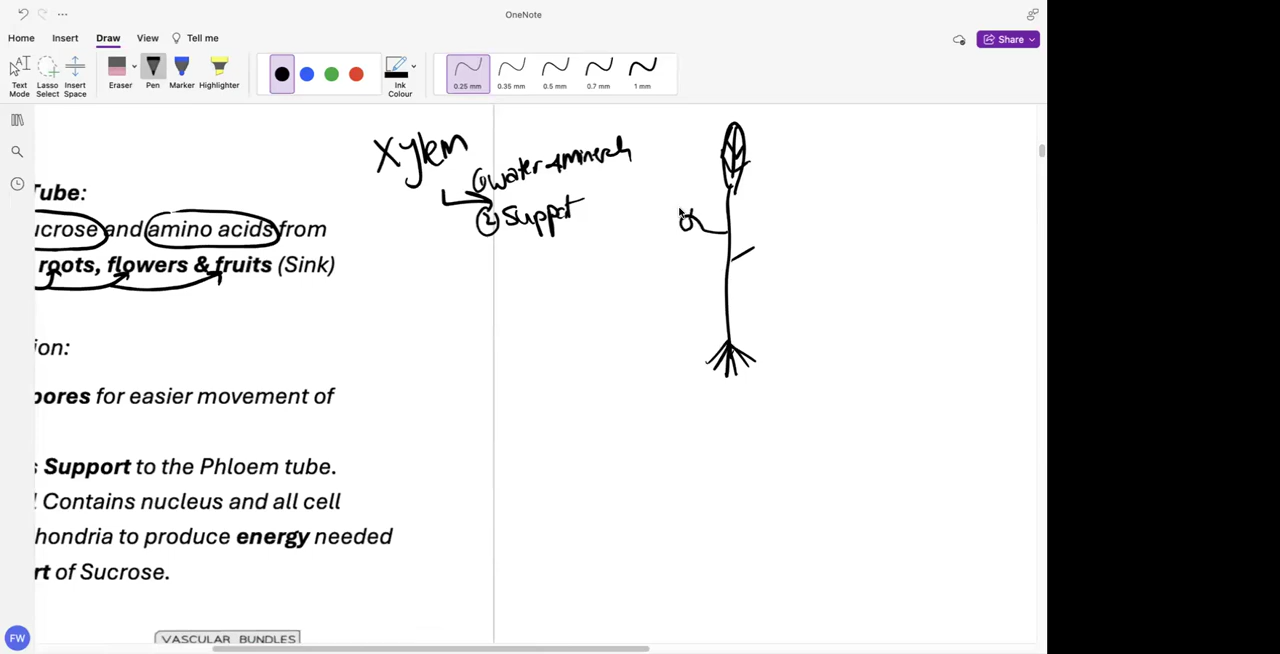 OneNote
Home Insert Draw View Tell me
Share
Text Mode
Lasso Select
Insert Space
Eraser
Pen
Marker
Highlighter
0.25 mm
0.35 mm
0.5 mm
0.7 mm
1 mm
Ink Colour
Xylem
① water + minerals
② Support
Tube:
ucrose and amino acids from
roots, flowers & fruits (Sink)
ion:
pores for easier movement of
s Support to the Phloem tube.
l Contains nucleus and all cell
hondria to produce energy needed
rt of Sucrose.
VASCULAR BUNDLES
FW